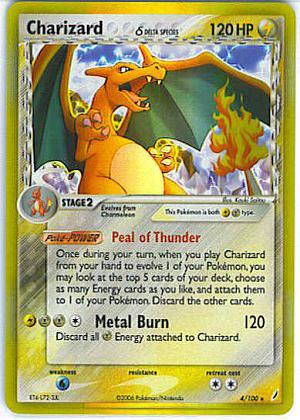 Charizard δ DELTA SPECIES 120 HP
Illus. Kouki Saitou
STAGE 2 Evolves from Charmeleon
This Pokémon is both type.
Poké-POWER Peal of Thunder
Once during your turn, when you play Charizard
from your hand to evolve 1 of your Pokémon, you
may look at the top 5 cards of your deck, choose
as many Energy cards as you like, and attach them
to 1 of your Pokémon. Discard the other cards.
Metal Burn 120
Discard all Energy attached to Charizard.
weakness resistance retreat cost
©2006 Pokémon/Nintendo 4/100